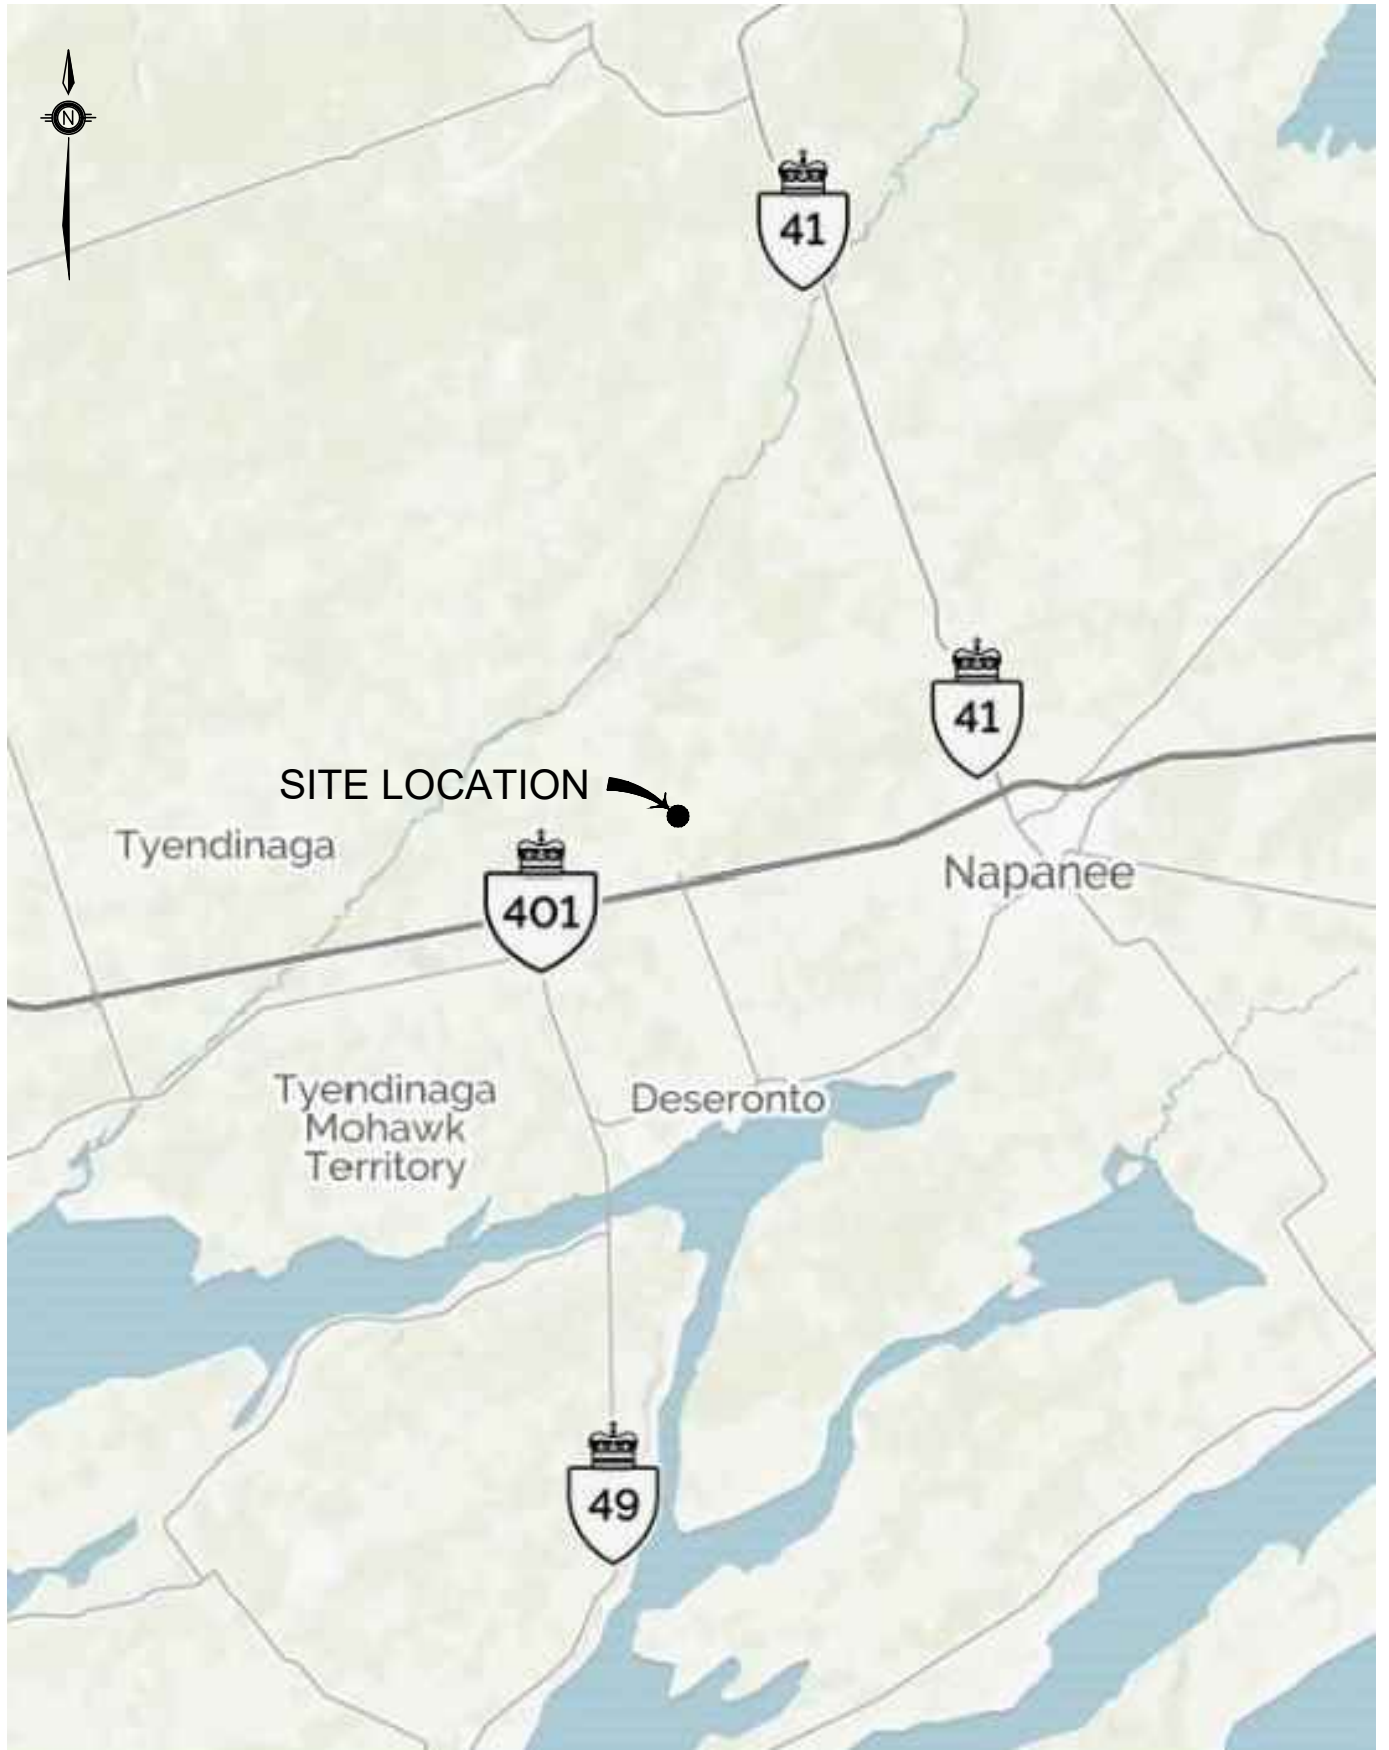 N
41
41
SITE LOCATION
Tyendinaga
Napanee
401
Tyendinaga
Mohawk
Territory
Deseronto
49